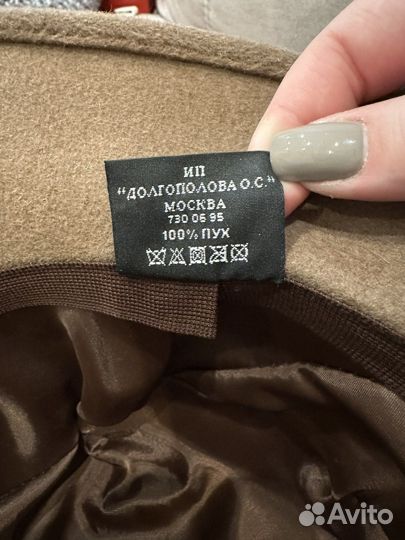 ИП
“ДОЛГОПОЛОВА О.С.”
МОСКВА
730 06 95
100% ПУХ
Avito